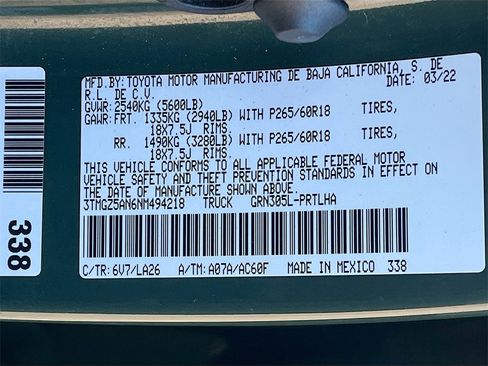 MFD.BY: TOYOTA MOTOR MANUFACTURING DE BAJA CALIFORNIA, S. DE
R.L. DE C.V. DATE: 03/22
GVWR: 2540KG (5600LB)
GAWR: FRT. 1335KG (2940LB) WITH P265/60R18 TIRES,
18X7.5J RIMS.
RR. 1490KG (3280LB) WITH P265/60R18 TIRES,
18X7.5J RIMS.
THIS VEHICLE CONFORMS TO ALL APPLICABLE FEDERAL MOTOR
VEHICLE SAFETY AND THEFT PREVENTION STANDARDS IN EFFECT ON
THE DATE OF MANUFACTURE SHOWN ABOVE.
3TMGZ5AN6NM494218 TRUCK GRN305L-PRTLHA
C/TR: 6V7/LA26 A/TM: A07A/AC60F MADE IN MEXICO 338
338